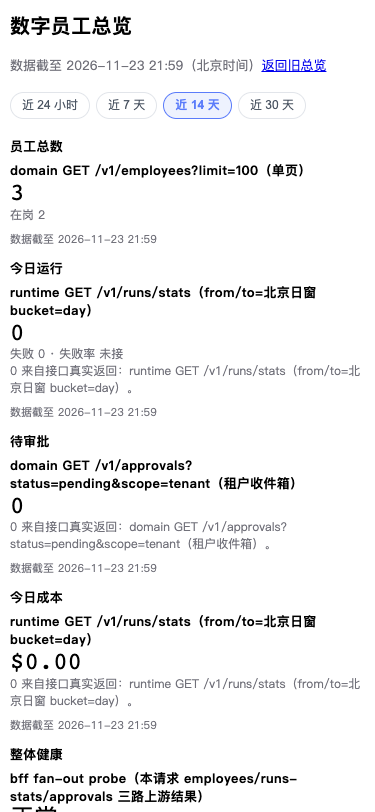 数字员工总览
数据截至 2026-11-23 21:59（北京时间）返回旧总览
近 24 小时 近 7 天 近 14 天 近 30 天
员工总数
domain GET /v1/employees?limit=100（单页）
3
在岗 2
数据截至 2026-11-23 21:59
今日运行
runtime GET /v1/runs/stats（from/to=北京日窗
bucket=day）
0
失败 0 · 失败率 未接
0 来自接口真实返回：runtime GET /v1/runs/stats（from/to=北
京日窗 bucket=day）。
数据截至 2026-11-23 21:59
待审批
domain GET /v1/approvals?
status=pending&scope=tenant（租户收件箱）
0
0 来自接口真实返回：domain GET /v1/approvals?
status=pending&scope=tenant（租户收件箱）。
数据截至 2026-11-23 21:59
今日成本
runtime GET /v1/runs/stats（from/to=北京日窗
bucket=day）
$0.00
0 来自接口真实返回：runtime GET /v1/runs/stats（from/to=北
京日窗 bucket=day）。
数据截至 2026-11-23 21:59
整体健康
bff fan-out probe（本请求 employees/runs-
stats/approvals 三路上游结果）